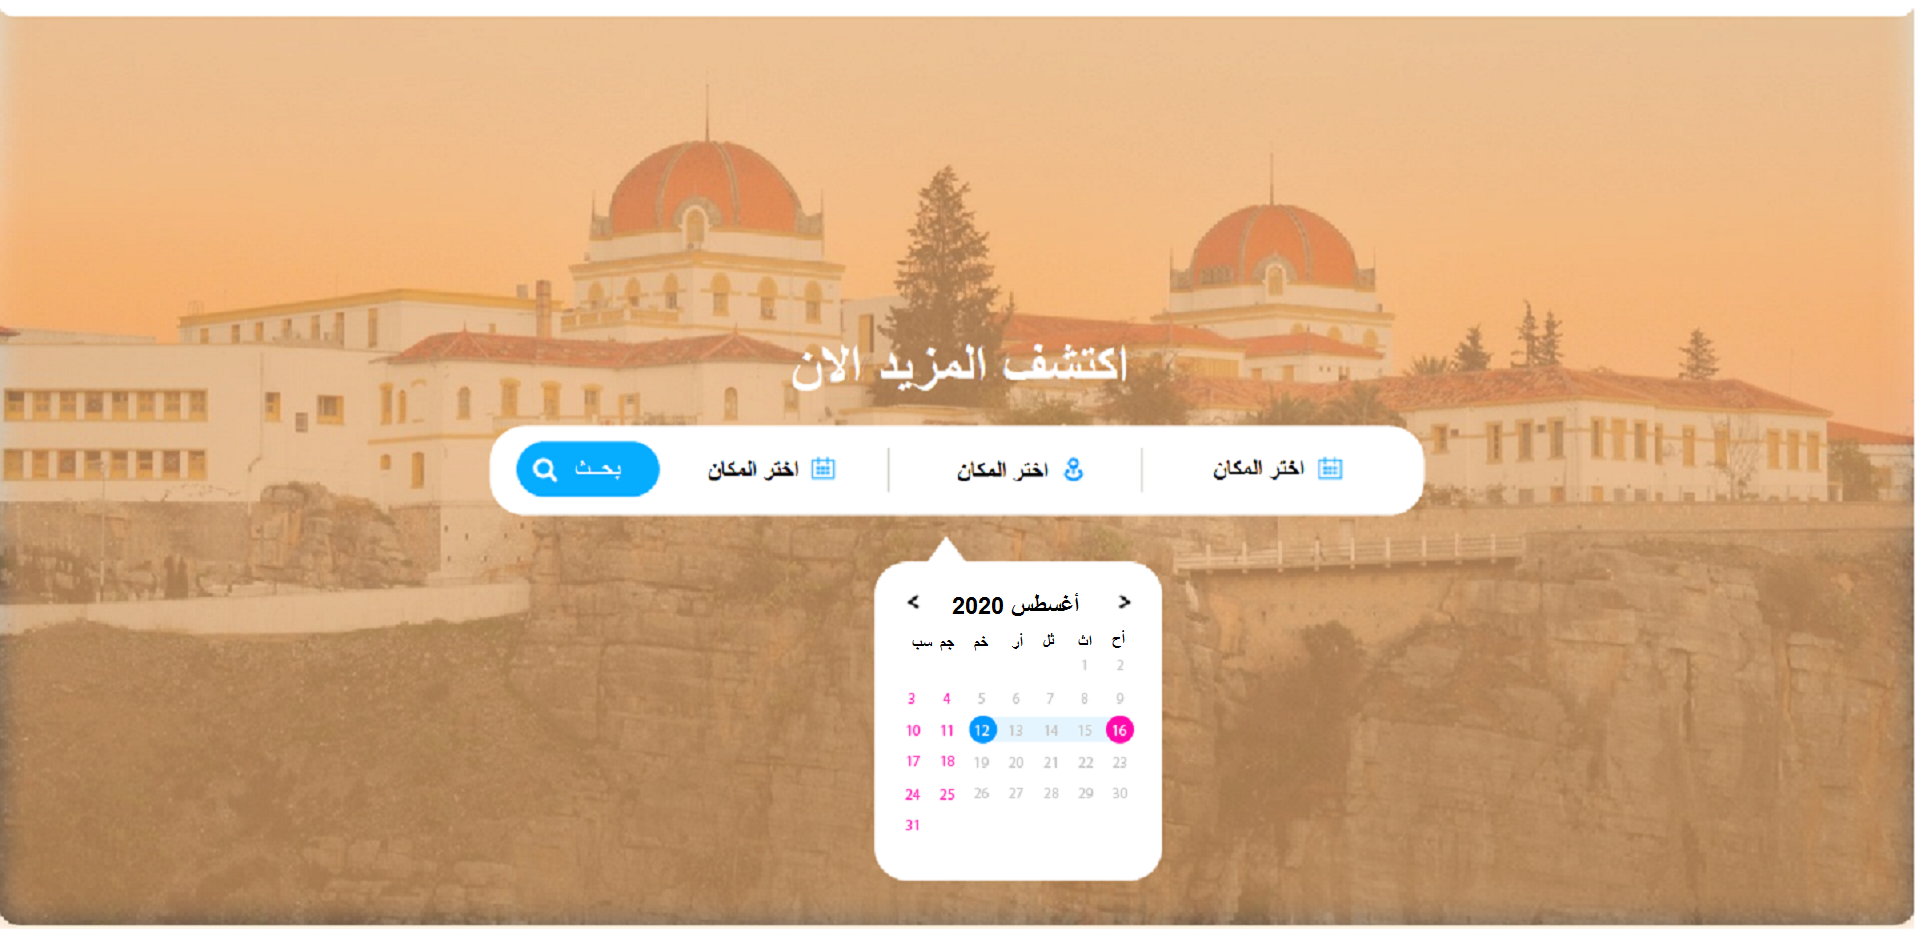 اكتشف المزيد الان
اختر المكان
اختر المكان
اختر المكان
بحث
أغسطس 2020
أح اث ثل أر خم جم سب
1 2
3 4 5 6 7 8 9
10 11 12 13 14 15 16
17 18 19 20 21 22 23
24 25 26 27 28 29 30
31